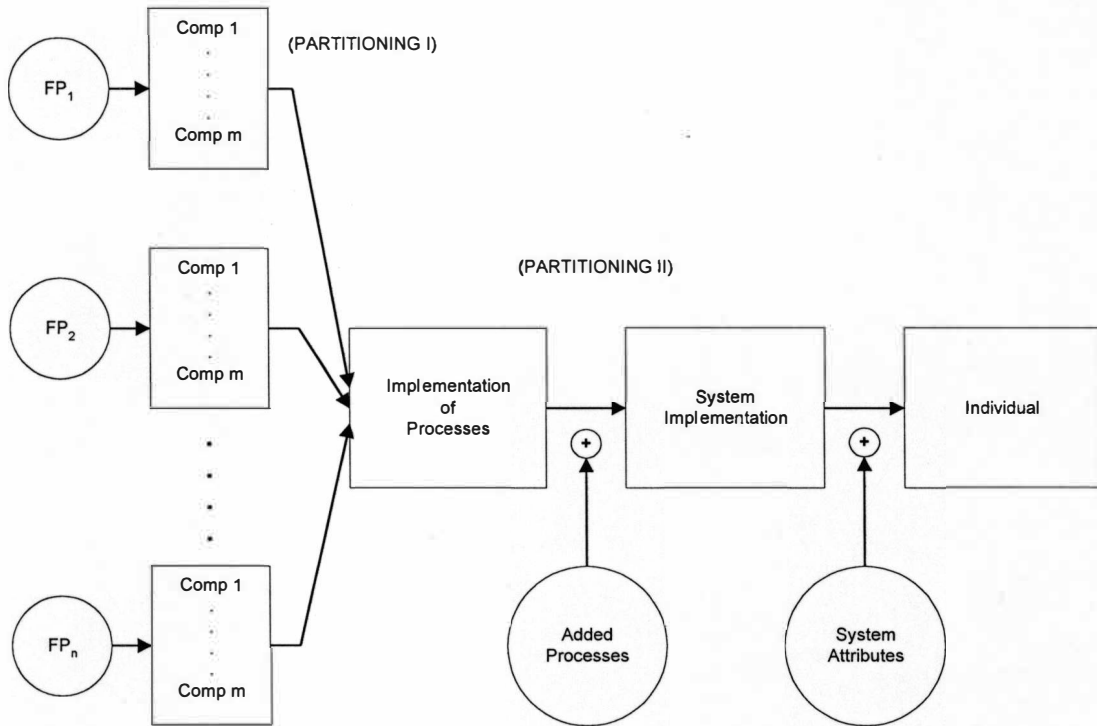 Comp 1
(PARTITIONING I)
FP1
Comp m
Comp 1
(PARTITIONING II)
FP2
Comp m
Implementation
of
Processes
System
Implementation
Individual
+
+
Comp 1
FPn
Comp m
Added
Processes
System
Attributes